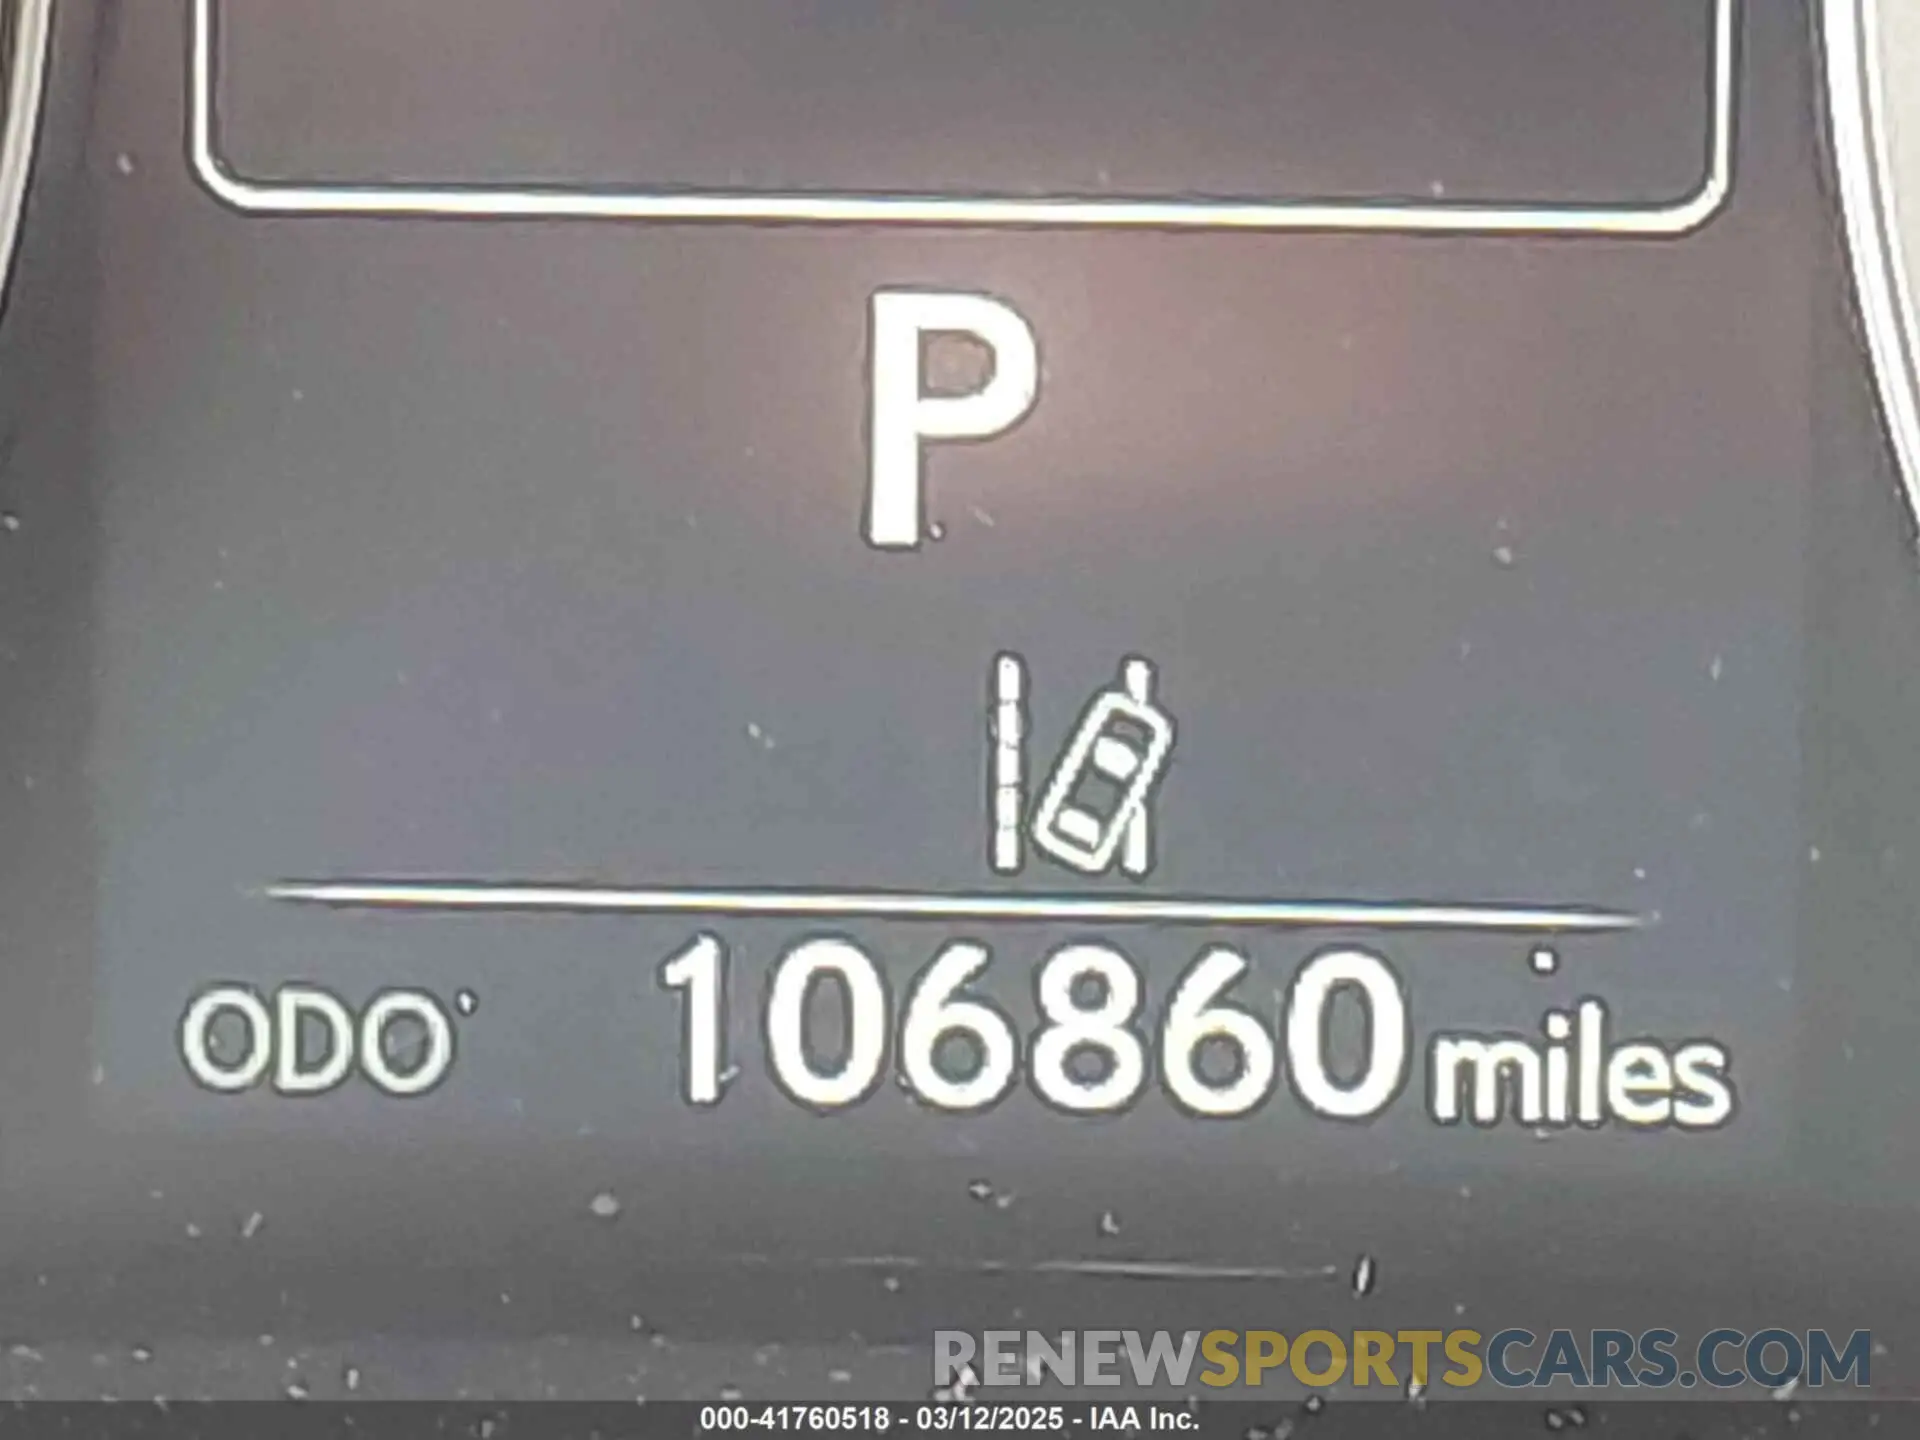 P
ODO 106860 miles
RENEWSPORTSCARS.COM
000-41760518 - 03/12/2025 - IAA Inc.